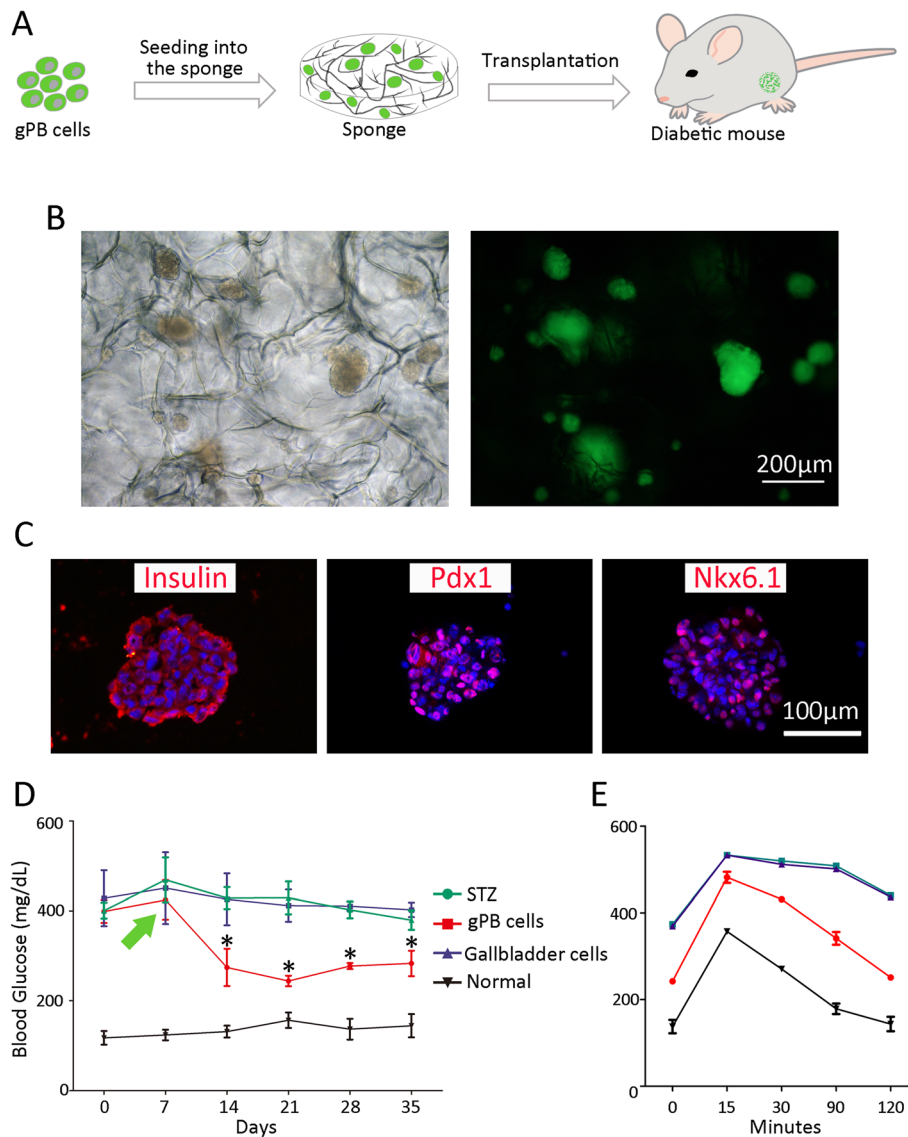 A
Seeding into
the sponge
Transplantation
gPB cells
Sponge
Diabetic mouse
B
200μm
C
Insulin
Pdx1
Nkx6.1
100μm
D
Blood Glucose (mg/dL)
600
400
200
0
0 7 14 21 28 35
Days
* * * *
STZ
gPB cells
Gallbladder cells
Normal
E
600
400
200
0
0 15 30 90 120
Minutes